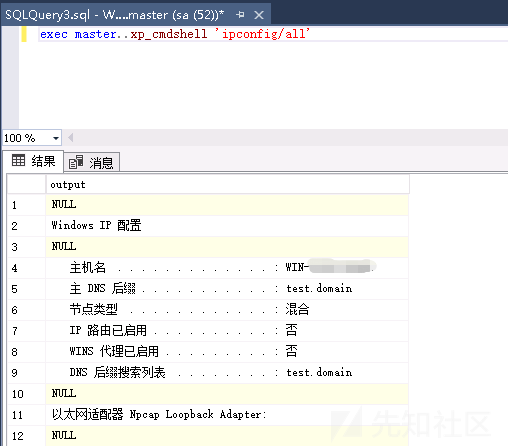 SQLQuery3.sql - W....master (sa (52))*
exec master..xp_cmdshell 'ipconfig/all'
100 %
结果 消息
output
1 NULL
2 Windows IP 配置
3 NULL
4 主机名 . . . . . . . . . . . . . : WIN-
5 主 DNS 后缀 . . . . . . . . . . . : test.domain
6 节点类型 . . . . . . . . . . . . : 混合
7 IP 路由已启用 . . . . . . . . . . : 否
8 WINS 代理已启用 . . . . . . . . . : 否
9 DNS 后缀搜索列表 . . . . . . . . : test.domain
10 NULL
11 以太网适配器 Npcap Loopback Adapter:
12 NULL
先知社区